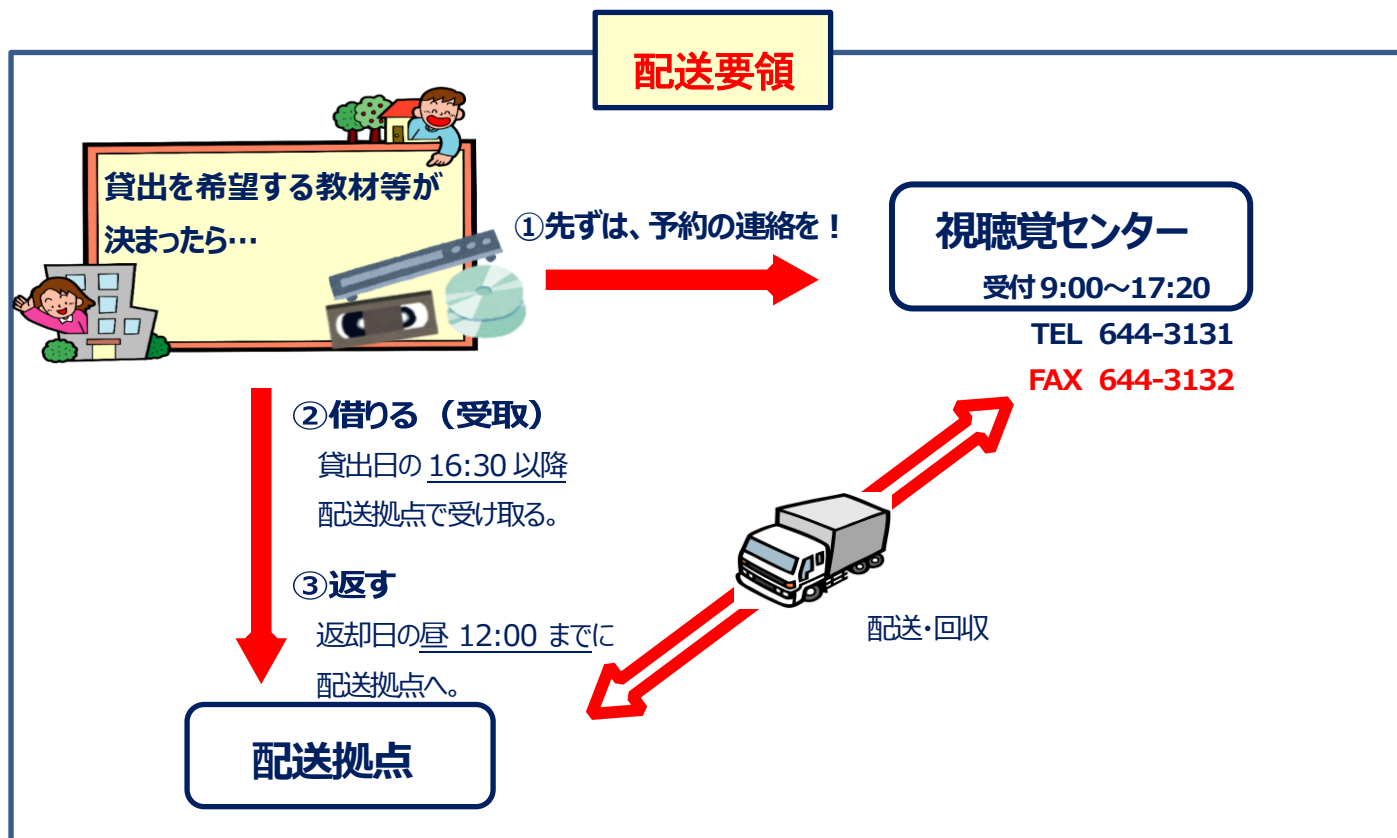 配送要領
貸出を希望する教材等が
決まったら…
①先ずは、予約の連絡を！
視聴覚センター
受付 9:00～17:20
TEL 644-3131
FAX 644-3132
②借りる（受取）
貸出日の 16:30 以降
配送拠点で受け取る。
③返す
返却日の昼 12:00 までに
配送拠点へ。
配送・回収
配送拠点